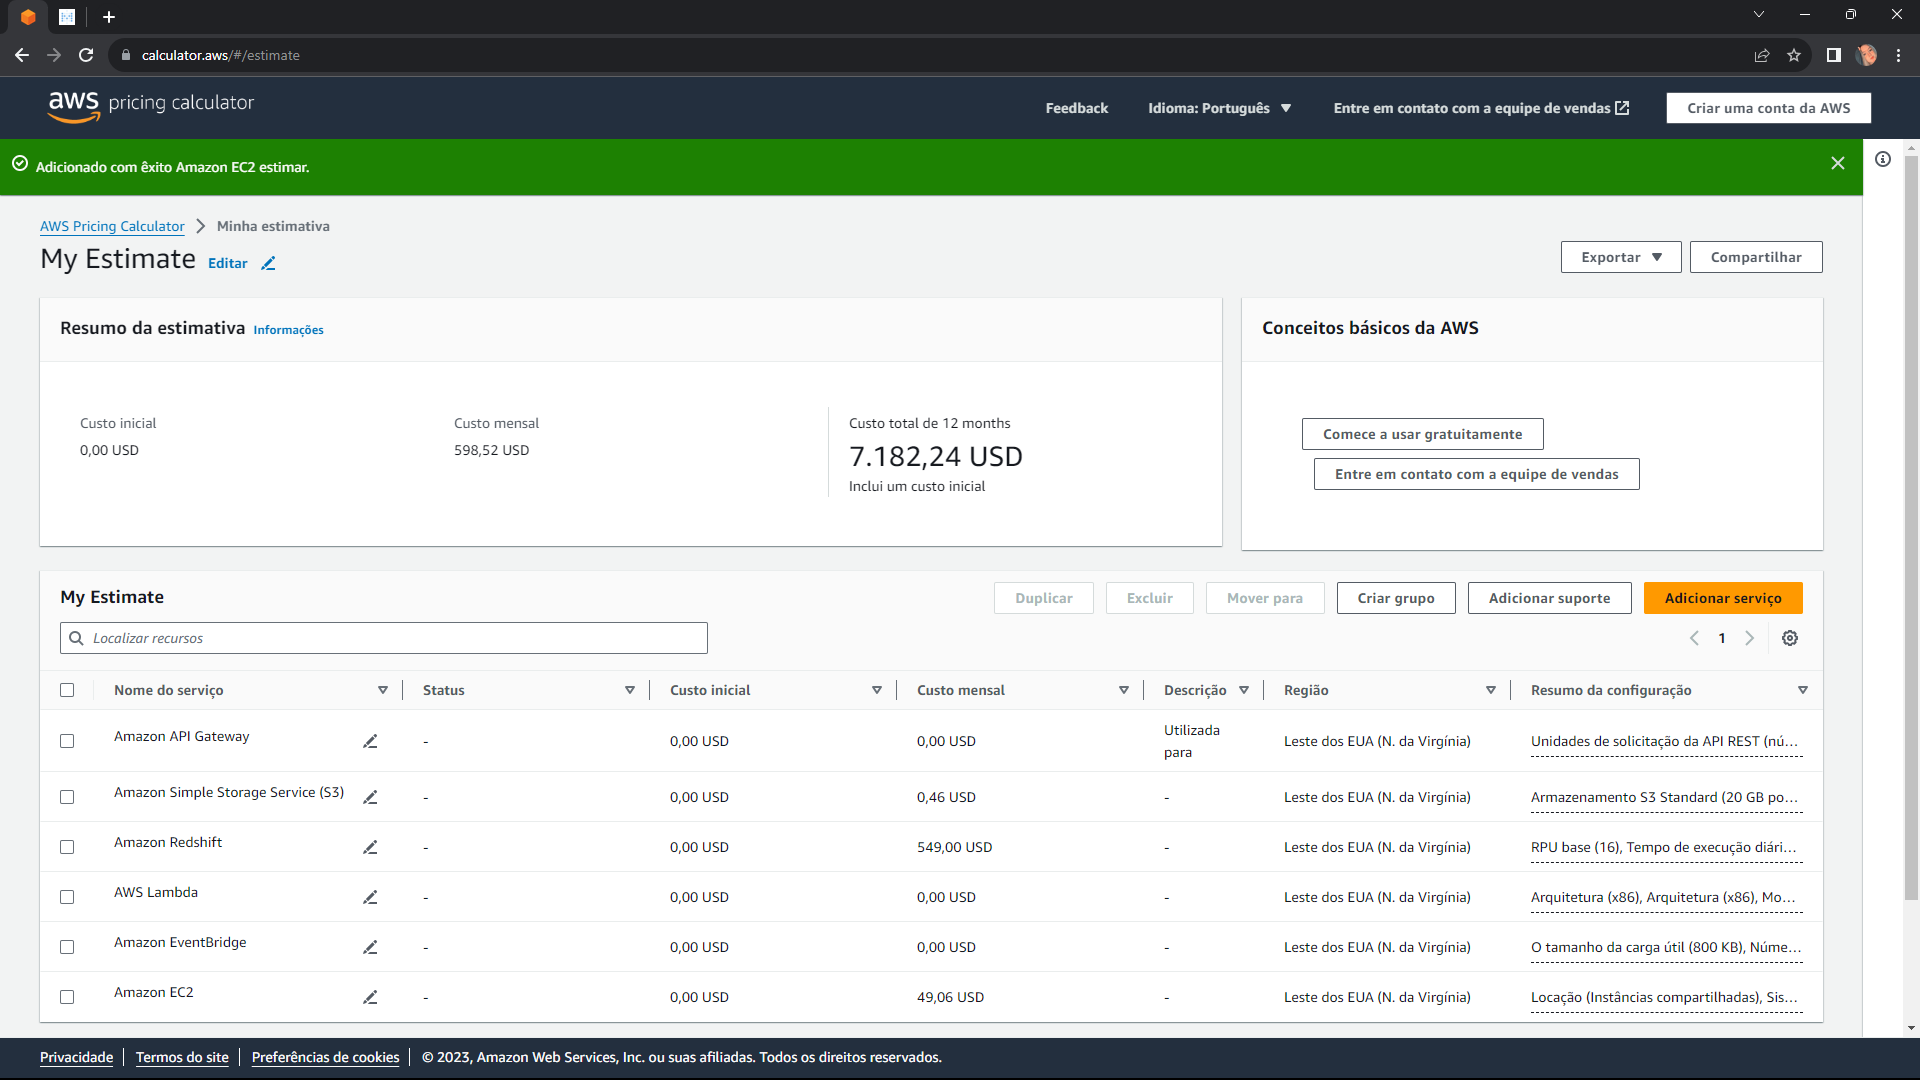 calculator.aws/#/estimate
aws pricing calculator
Feedback
Idioma: Português
Entre em contato com a equipe de vendas
Criar uma conta da AWS
Adicionado com êxito Amazon EC2 estimar.
AWS Pricing Calculator
Minha estimativa
My Estimate
Editar
Exportar
Compartilhar
Resumo da estimativa
Informações
Custo inicial
0,00 USD
Custo mensal
598,52 USD
Custo total de 12 months
7.182,24 USD
Inclui um custo inicial
Conceitos básicos da AWS
Comece a usar gratuitamente
Entre em contato com a equipe de vendas
My Estimate
Duplicar
Excluir
Mover para
Criar grupo
Adicionar suporte
Adicionar serviço
Localizar recursos
1
Nome do serviço
Status
Custo inicial
Custo mensal
Descrição
Região
Resumo da configuração
Amazon API Gateway
-
0,00 USD
0,00 USD
Utilizada
para
Leste dos EUA (N. da Virgínia)
Unidades de solicitação da API REST (nú...
Amazon Simple Storage Service (S3)
-
0,00 USD
0,46 USD
-
Leste dos EUA (N. da Virgínia)
Armazenamento S3 Standard (20 GB po...
Amazon Redshift
-
0,00 USD
549,00 USD
-
Leste dos EUA (N. da Virgínia)
RPU base (16), Tempo de execução diári...
AWS Lambda
-
0,00 USD
0,00 USD
-
Leste dos EUA (N. da Virgínia)
Arquitetura (x86), Arquitetura (x86), Mo...
Amazon EventBridge
-
0,00 USD
0,00 USD
-
Leste dos EUA (N. da Virgínia)
O tamanho da carga útil (800 KB), Núme...
Amazon EC2
-
0,00 USD
49,06 USD
-
Leste dos EUA (N. da Virgínia)
Locação (Instâncias compartilhadas), Sis...
Privacidade
Termos do site
Preferências de cookies
© 2023, Amazon Web Services, Inc. ou suas afiliadas. Todos os direitos reservados.